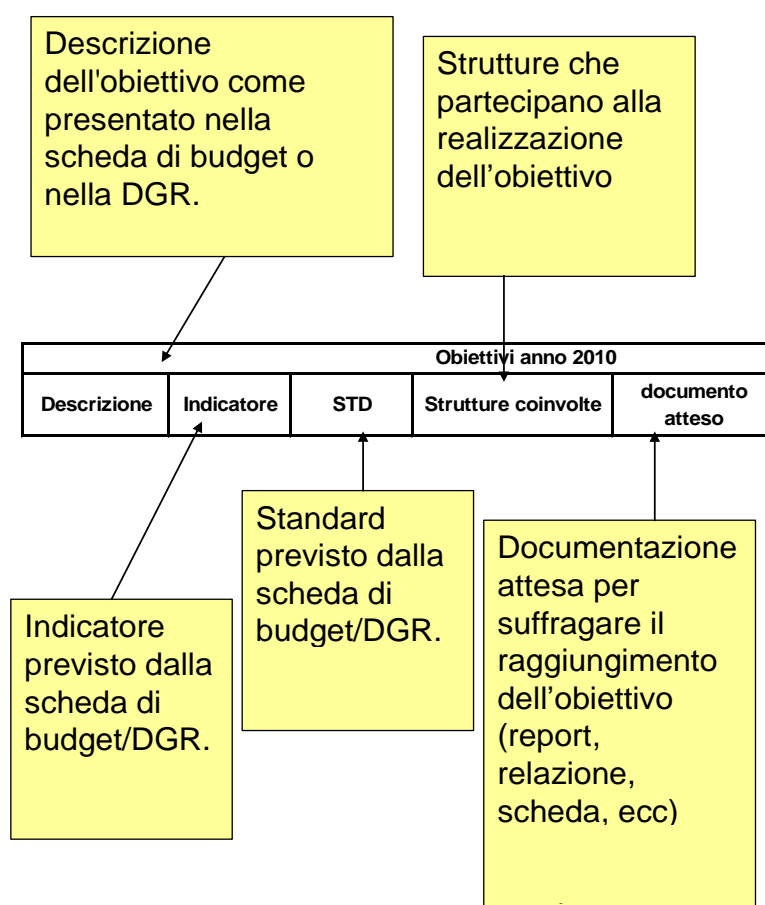 Descrizione
dell'obiettivo come
presentato nella
scheda di budget o
nella DGR.
Strutture che
partecipano alla
realizzazione
dell’obiettivo
Obiettivi anno 2010
Descrizione
Indicatore
STD
Strutture coinvolte
documento
atteso
Indicatore
previsto dalla
scheda di
budget/DGR.
Standard
previsto dalla
scheda di
budget/DGR.
Documentazione
attesa per
suffragare il
raggiungimento
dell’obiettivo
(report,
relazione,
scheda, ecc)